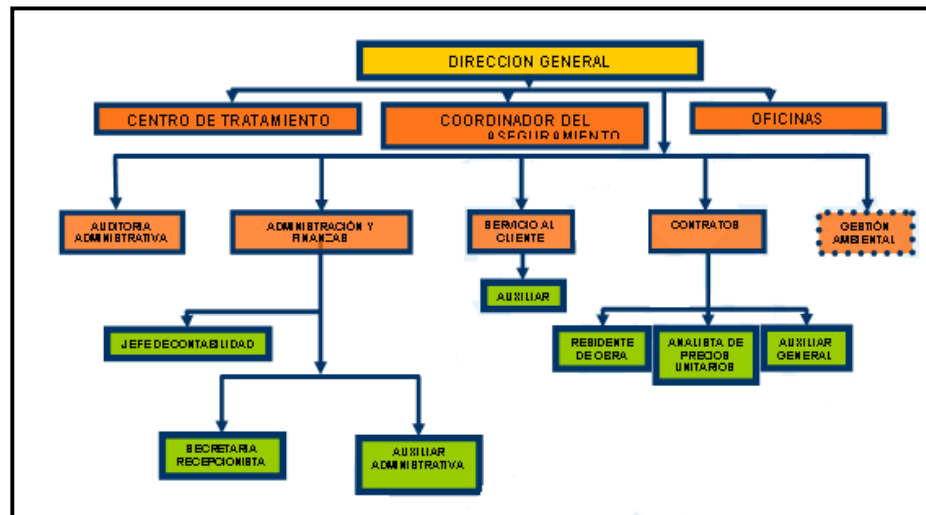 DIRECCION GENERAL
CENTRO DE TRATAMIENTO
COORDINADOR DEL
ASEGURAMIENTO
OFICINAS
AUDITORIA
ADMINISTRATIVA
ADMINISTRACIÓN Y
FINANZAS
SERVICIO AL
CLIENTE
CONTRATOS
GESTIÓN
AMBIENTAL
AUXILIAR
JEFE DE CONTABILIDAD
RESIDENTE
DE OBRA
ANALISTA DE
PRECIOS
UNITARIOS
AUXILIAR
GENERAL
SECRETARIA
RECEPCIONISTA
AUXILIAR
ADMINISTRATIVA